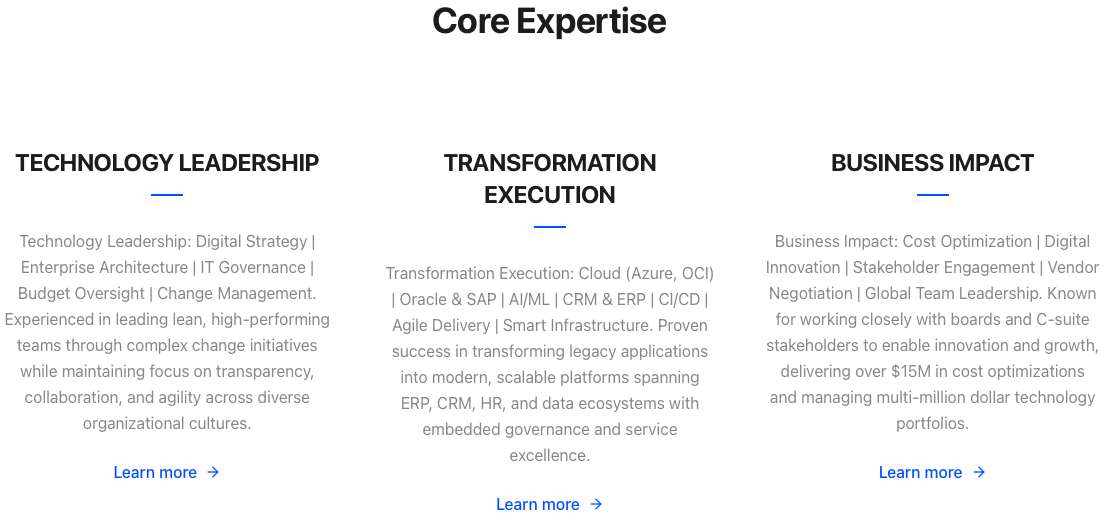 Core Expertise
TECHNOLOGY LEADERSHIP
Technology Leadership: Digital Strategy |
Enterprise Architecture | IT Governance |
Budget Oversight | Change Management.
Experienced in leading lean, high-performing
teams through complex change initiatives
while maintaining focus on transparency,
collaboration, and agility across diverse
organizational cultures.
Learn more →
TRANSFORMATION
EXECUTION
Transformation Execution: Cloud (Azure, OCI)
| Oracle & SAP | AI/ML | CRM & ERP | CI/CD |
Agile Delivery | Smart Infrastructure. Proven
success in transforming legacy applications
into modern, scalable platforms spanning
ERP, CRM, HR, and data ecosystems with
embedded governance and service
excellence.
Learn more →
BUSINESS IMPACT
Business Impact: Cost Optimization | Digital
Innovation | Stakeholder Engagement | Vendor
Negotiation | Global Team Leadership. Known
for working closely with boards and C-suite
stakeholders to enable innovation and growth,
delivering over $15M in cost optimizations
and managing multi-million dollar technology
portfolios.
Learn more →